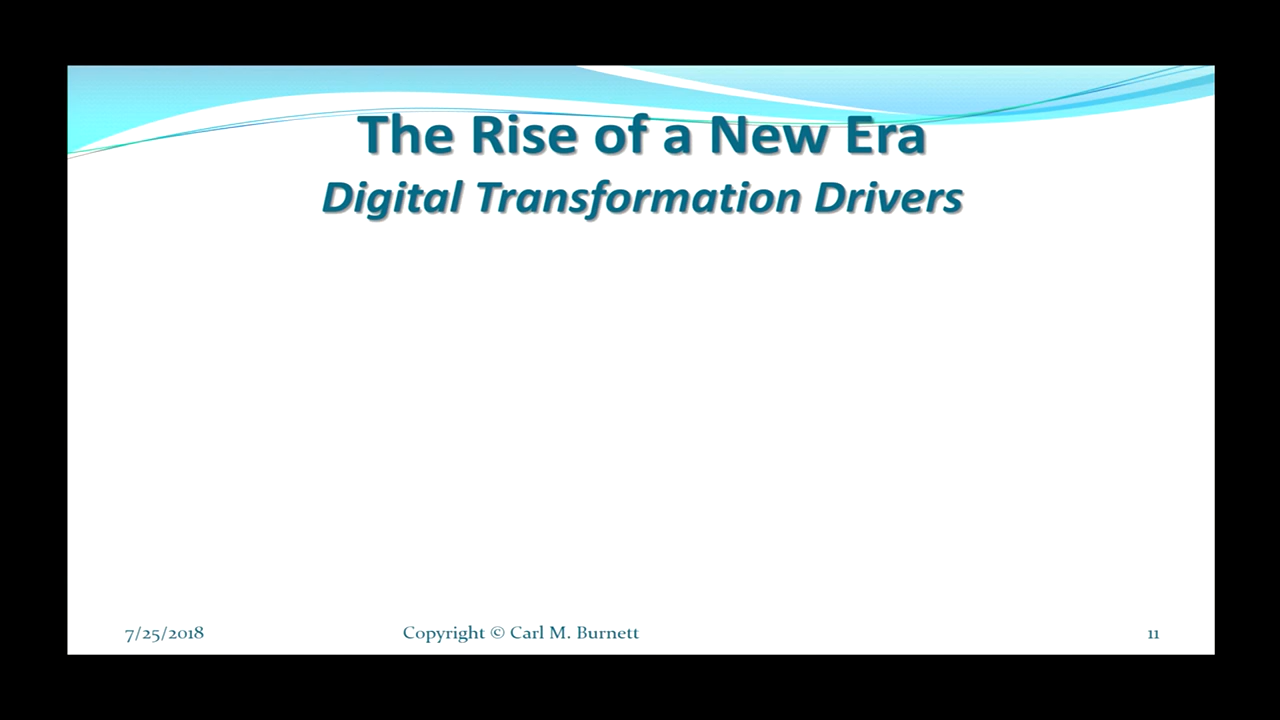 The Rise of a New Era
Digital Transformation Drivers
7/25/2018 Copyright © Carl M. Burnett 11